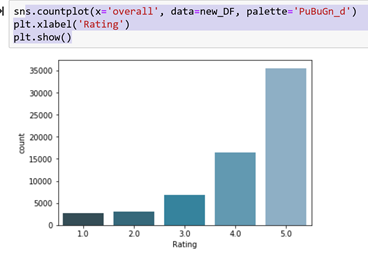 sns.countplot(x='overall', data=new_DF, palette='PuBuGn_d')
plt.xlabel('Rating')
plt.show()
35000
30000
25000
20000
15000
10000
5000
0
count
1.0 2.0 3.0 4.0 5.0
Rating